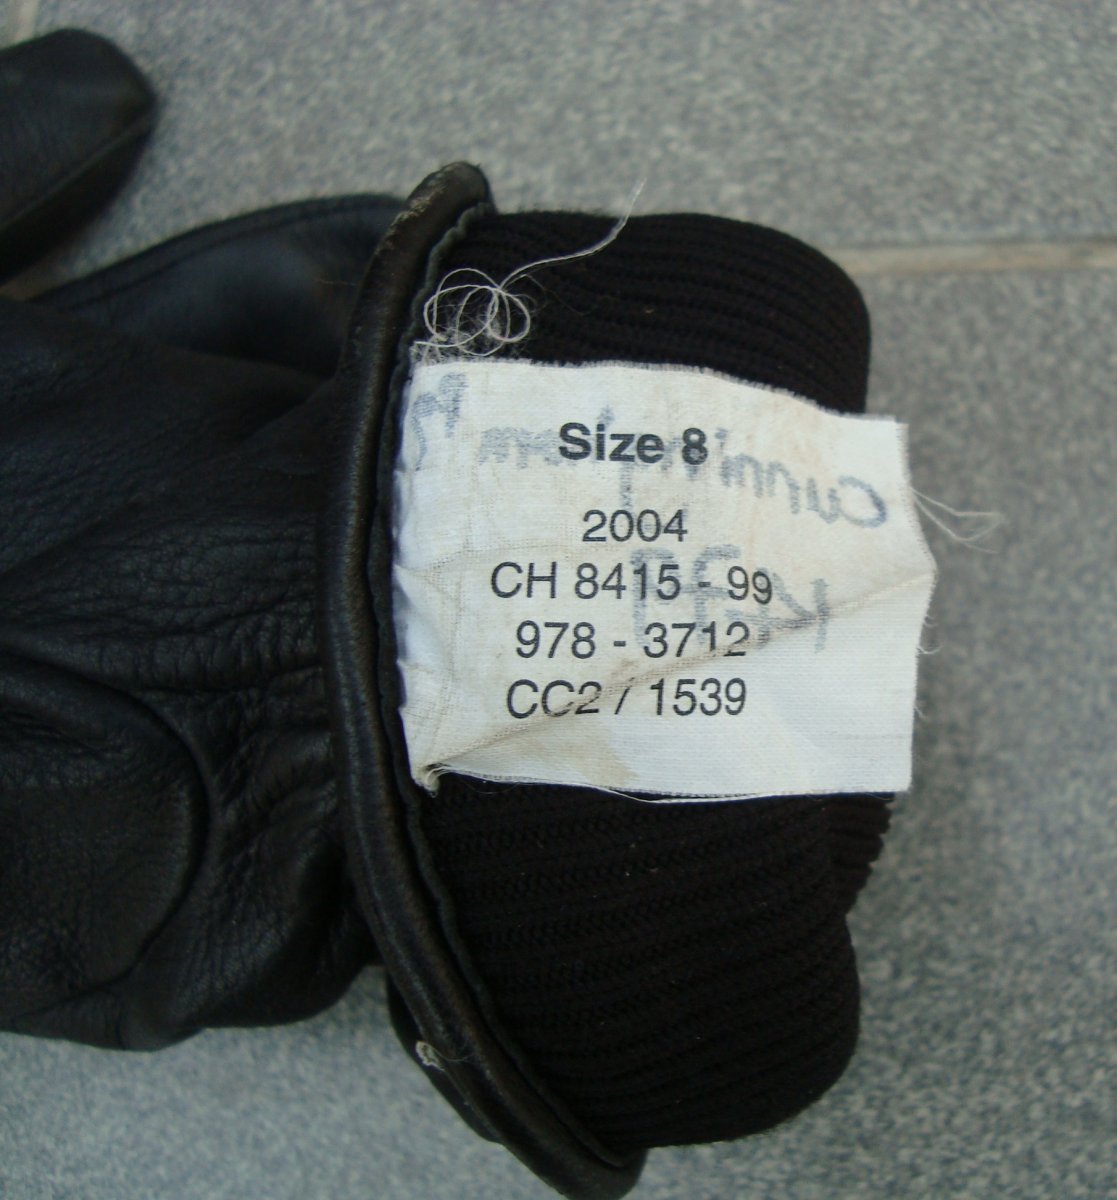 Size 8
2004
CH 8415 - 99
978 - 3712
CC2 / 1539